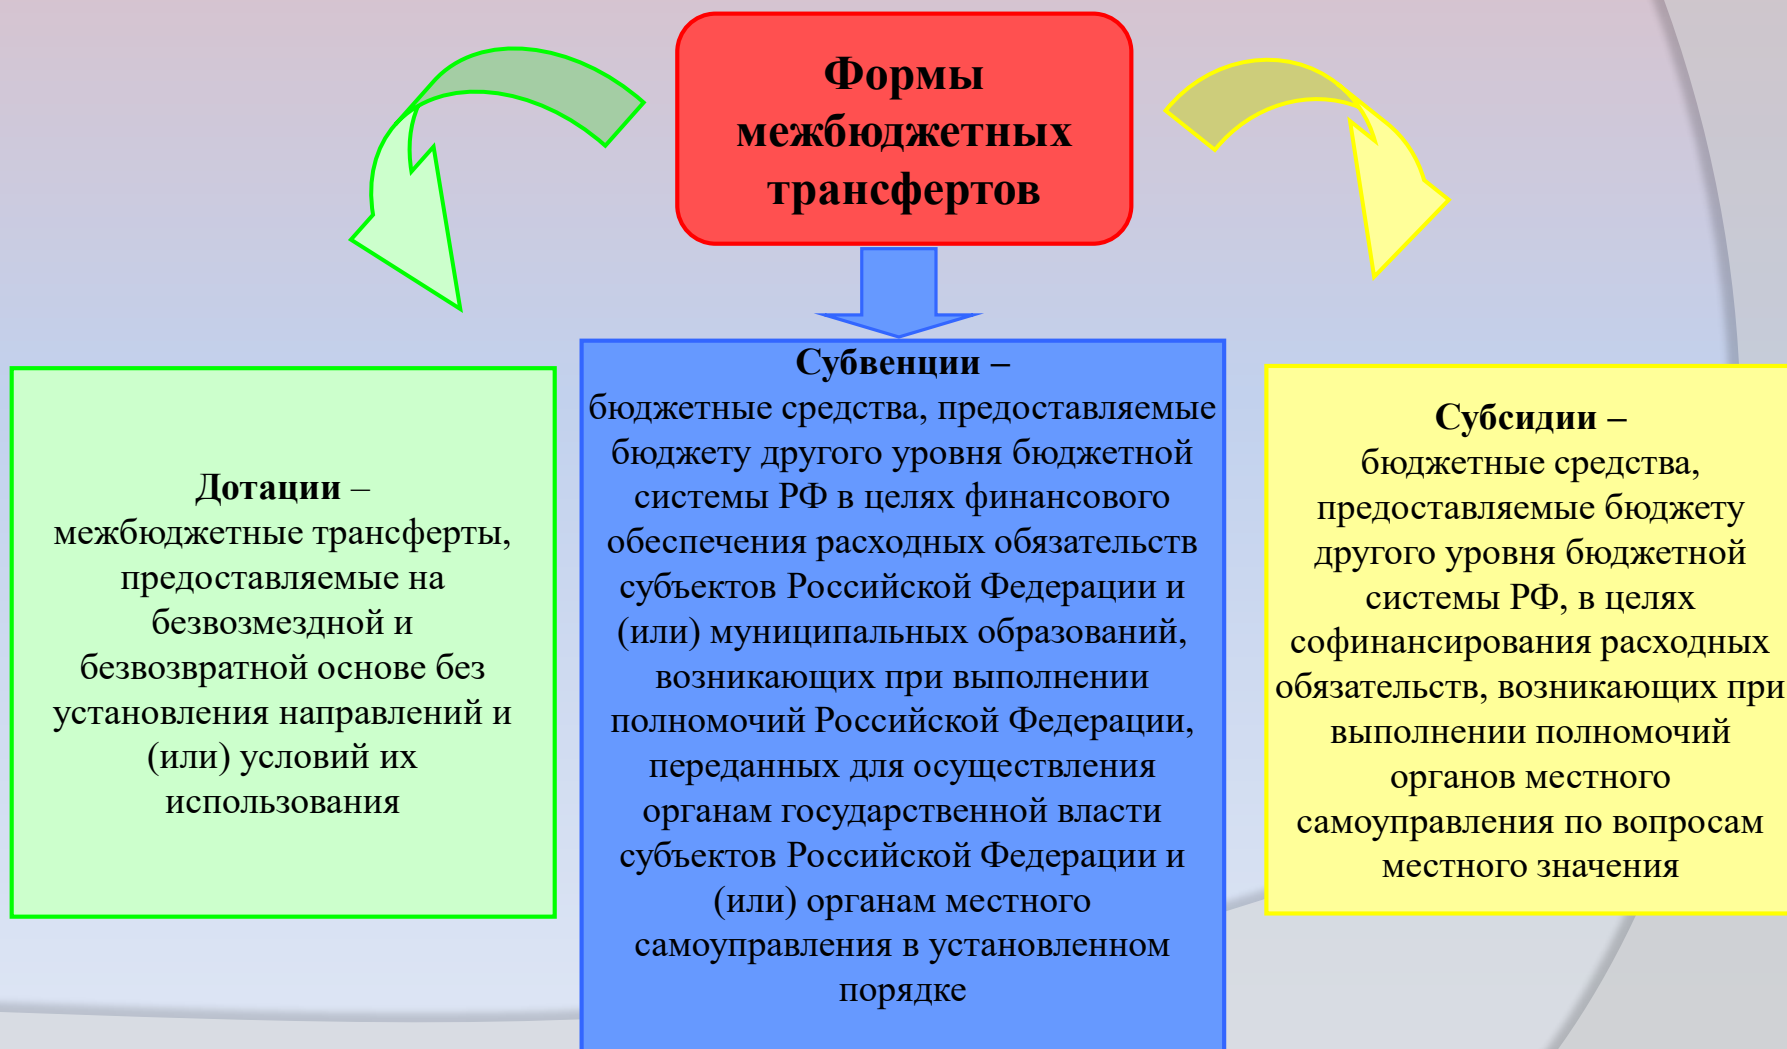 Формы
межбюджетных
трансфертов
Дотации –
межбюджетные трансферты,
предоставляемые на
безвозмездной и
безвозвратной основе без
установления направлений и
(или) условий их
использования
Субвенции –
бюджетные средства, предоставляемые
бюджету другого уровня бюджетной
системы РФ в целях финансового
обеспечения расходных обязательств
субъектов Российской Федерации и
(или) муниципальных образований,
возникающих при выполнении
полномочий Российской Федерации,
переданных для осуществления
органам государственной власти
субъектов Российской Федерации и
(или) органам местного
самоуправления в установленном
порядке
Субсидии –
бюджетные средства,
предоставляемые бюджету
другого уровня бюджетной
системы РФ, в целях
софинансирования расходных
обязательств, возникающих при
выполнении полномочий
органов местного
самоуправления по вопросам
местного значения